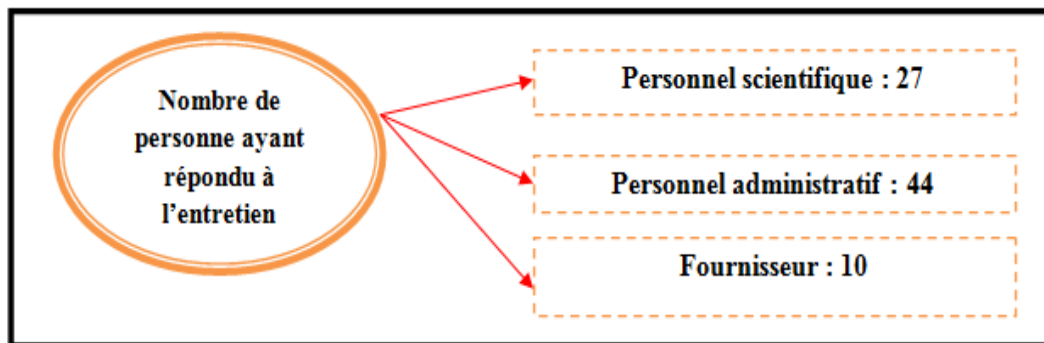 Nombre de
personne ayant
répondu à
l’entretien
Personnel scientifique : 27
Personnel administratif : 44
Fournisseur : 10